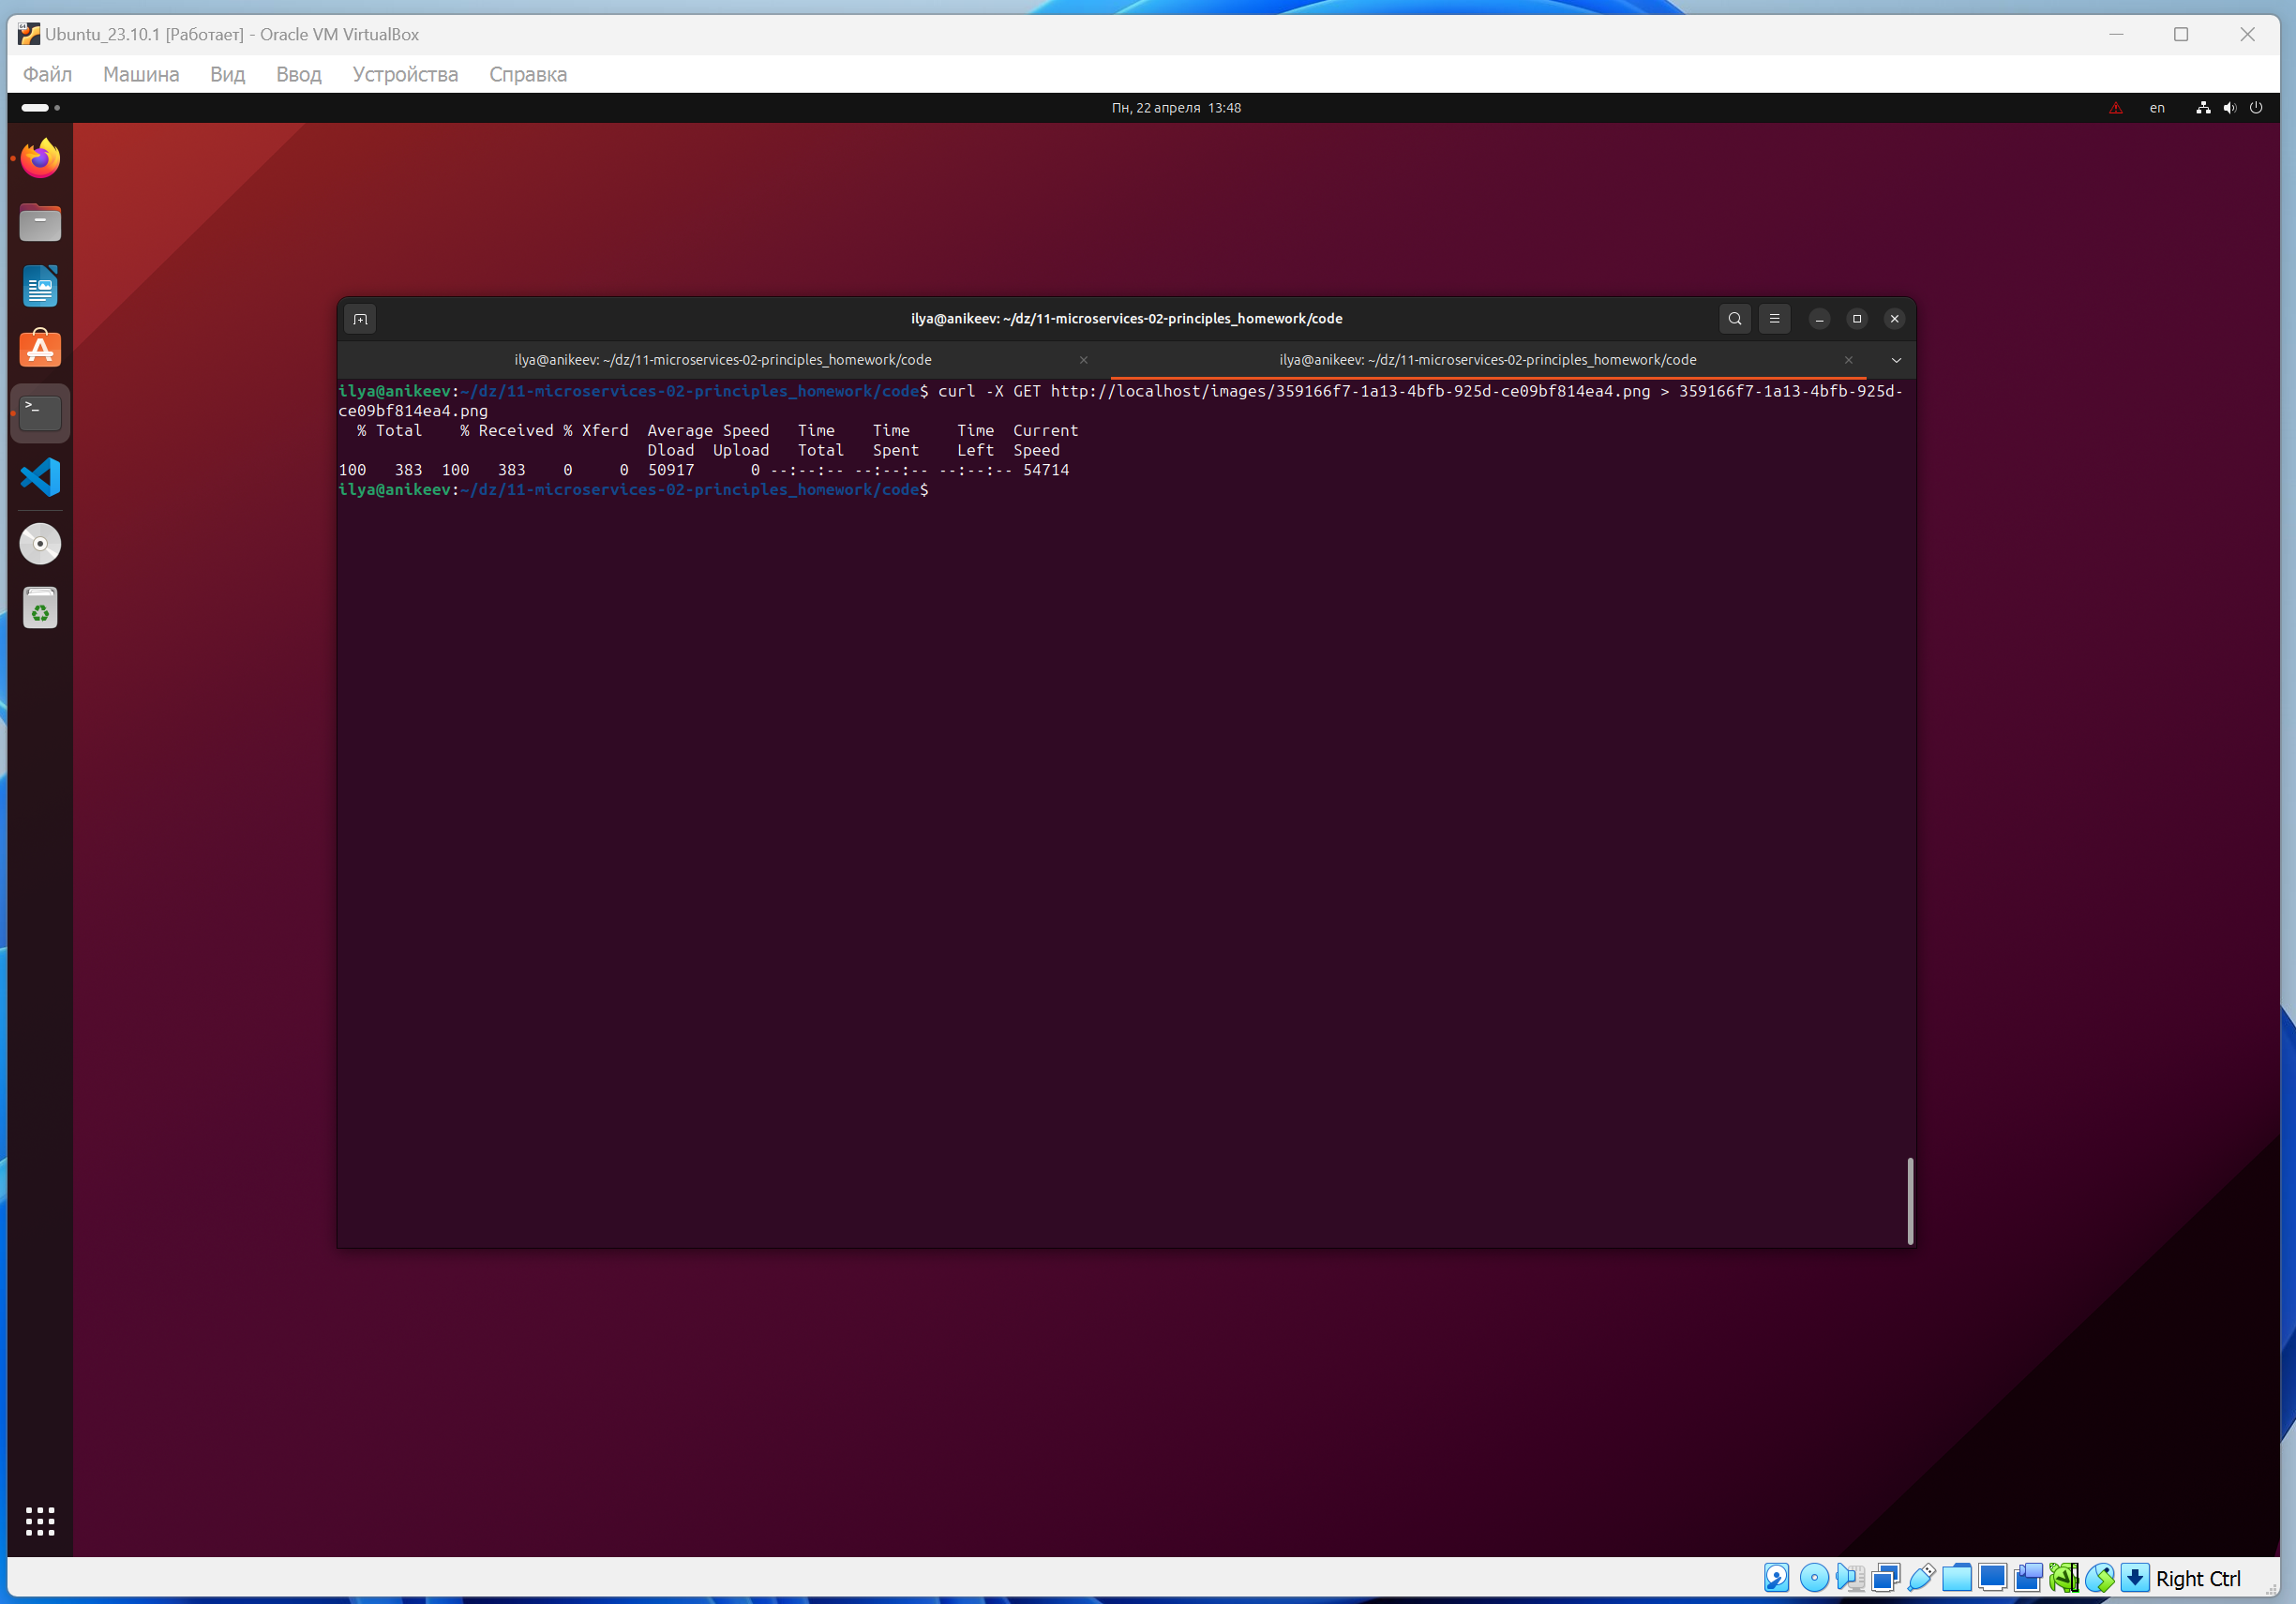 Ubuntu_23.10.1 [Работает] - Oracle VM VirtualBox
Файл Машина Вид Ввод Устройства Справка
Пн, 22 апреля 13:48
en
ilya@anikeev: ~/dz/11-microservices-02-principles_homework/code
ilya@anikeev: ~/dz/11-microservices-02-principles_homework/code
ilya@anikeev: ~/dz/11-microservices-02-principles_homework/code
ilya@anikeev:~/dz/11-microservices-02-principles_homework/code$ curl -X GET http://localhost/images/359166f7-1a13-4bfb-925d-ce09bf814ea4.png > 359166f7-1a13-4bfb-925d-
ce09bf814ea4.png
% Total % Received % Xferd Average Speed Time Time Time Current
Dload Upload Total Spent Left Speed
100 383 100 383 0 0 50917 0 --:--:-- --:--:-- --:--:-- 54714
ilya@anikeev:~/dz/11-microservices-02-principles_homework/code$
Right Ctrl